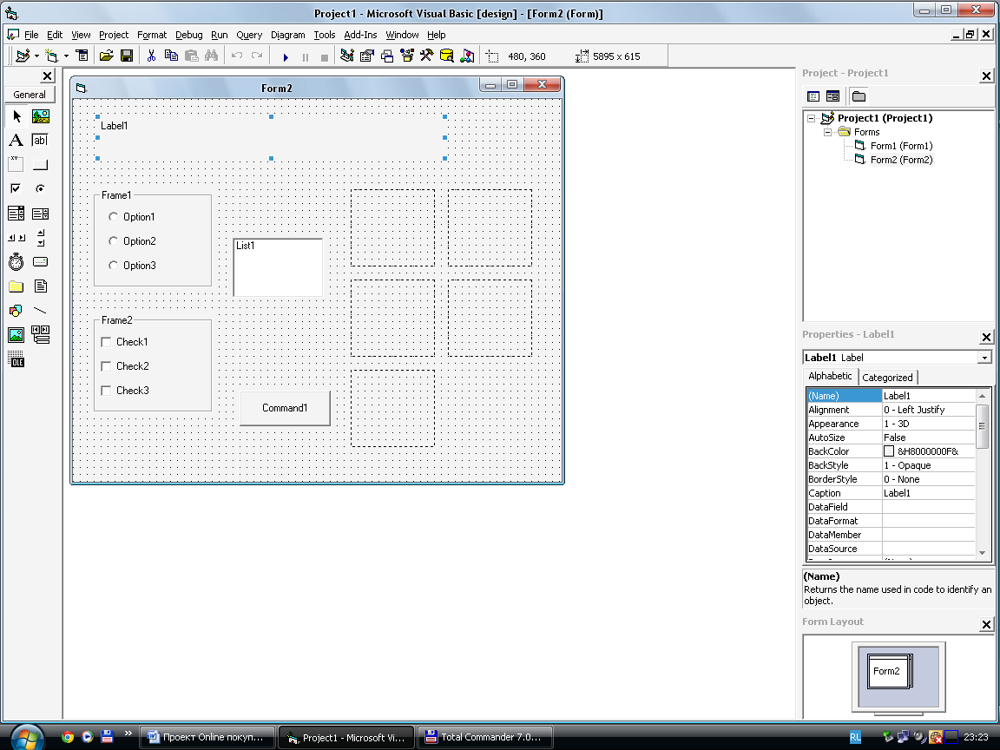 Project1 - Microsoft Visual Basic [design] - [Form2 (Form)]
File Edit View Project Format Debug Run Query Diagram Tools Add-Ins Window Help
480, 360 5895 x 615
General
A ab|
xy
OLE
Form2
Label1
Frame1
Option1
Option2
Option3
List1
Frame2
Check1
Check2
Check3
Command1
Project - Project1
Project1 (Project1)
Forms
Form1 (Form1)
Form2 (Form2)
Properties - Label1
Label1 Label
Alphabetic Categorized
(Name) Label1
Alignment 0 - Left Justify
Appearance 1 - 3D
AutoSize False
BackColor &H8000000F&
BackStyle 1 - Opaque
BorderStyle 0 - None
Caption Label1
DataField
DataFormat
DataMember
DataSource
(Name)
Returns the name used in code to identify an
object.
Form Layout
Form2
Проект Online покуп... Project1 - Microsoft Vi... Total Commander 7.0... RL 23:23